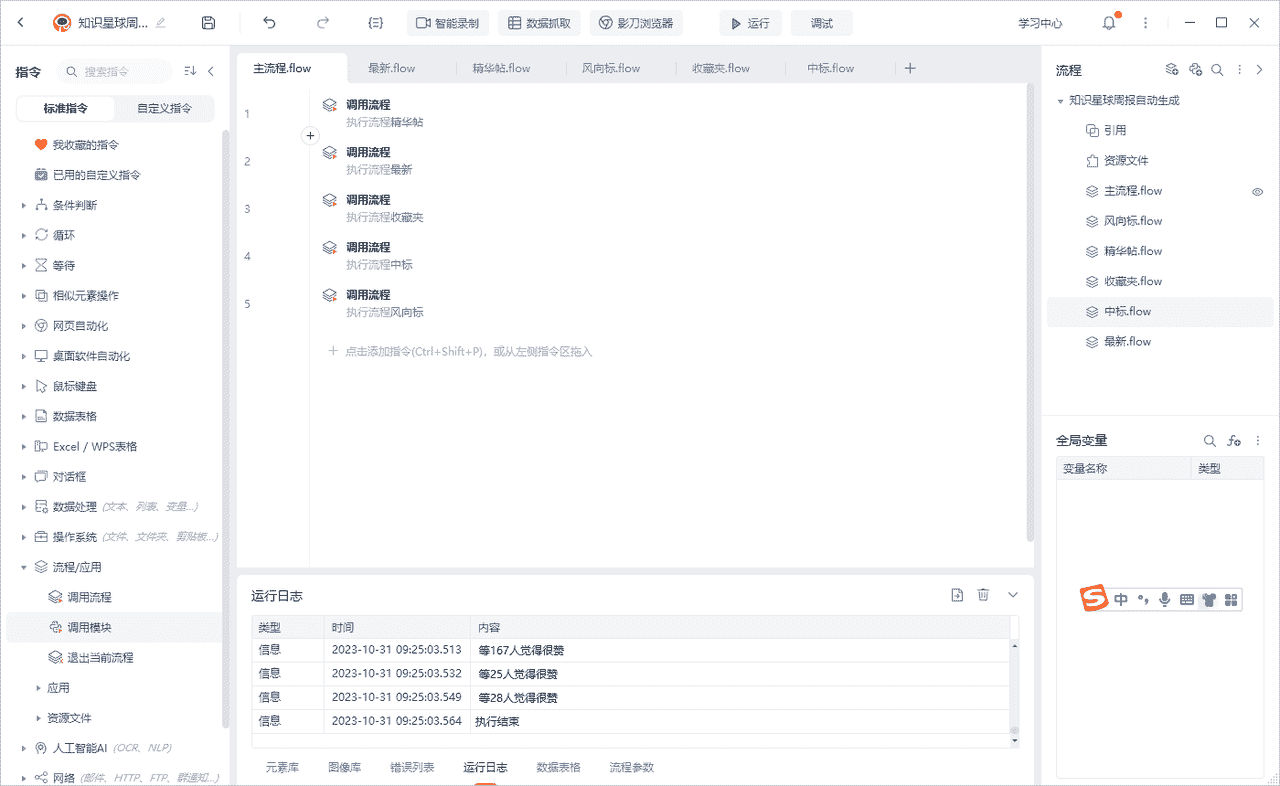 知识星球周...
智能录制
数据抓取
影刀浏览器
运行
调试
学习中心
指令
搜索指令
标准指令
自定义指令
我收藏的指令
已用的自定义指令
条件判断
循环
等待
相似元素操作
网页自动化
桌面软件自动化
鼠标键盘
数据表格
Excel / WPS表格
对话框
数据处理 (文本、列表、变量...)
操作系统 (文件、文件夹、剪贴板...)
流程/应用
调用流程
调用模块
退出当前流程
应用
资源文件
人工智能AI (OCR、NLP)
网络 (邮件、HTTP、FTP、群通知...)
主流程.flow
最新.flow
精华帖.flow
风向标.flow
收藏夹.flow
中标.flow
1
调用流程
执行流程精华帖
2
调用流程
执行流程最新
3
调用流程
执行流程收藏夹
4
调用流程
执行流程中标
5
调用流程
执行流程风向标
点击添加指令(Ctrl+Shift+P)，或从左侧指令区拖入
运行日志
类型 时间 内容
信息 2023-10-31 09:25:03.513 等167人觉得很赞
信息 2023-10-31 09:25:03.532 等25人觉得很赞
信息 2023-10-31 09:25:03.549 等28人觉得很赞
信息 2023-10-31 09:25:03.564 执行结束
元素库
图像库
错误列表
运行日志
数据表格
流程参数
流程
知识星球周报自动生成
引用
资源文件
主流程.flow
风向标.flow
精华帖.flow
收藏夹.flow
中标.flow
最新.flow
全局变量
变量名称 类型
S 中